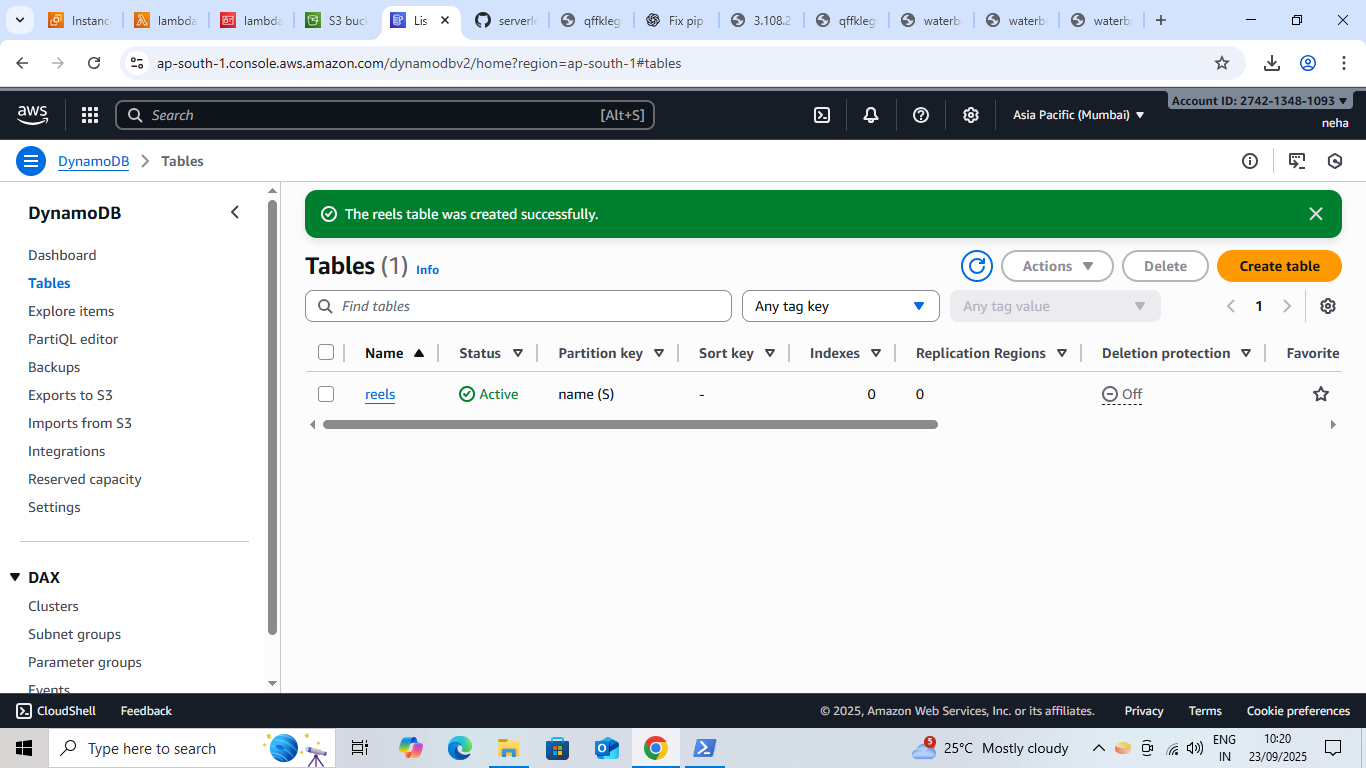 Instanc
lambda
lambda
S3 buc
Lis
serverle
qffkleg
Fix pip
3.108.2
qffkleg
waterb
waterb
waterb
ap-south-1.console.aws.amazon.com/dynamodbv2/home?region=ap-south-1#tables
aws
Search
[Alt+S]
Asia Pacific (Mumbai)
Account ID: 2742-1348-1093
neha
DynamoDB
Tables
DynamoDB
Dashboard
Tables
Explore items
PartiQL editor
Backups
Exports to S3
Imports from S3
Integrations
Reserved capacity
Settings
DAX
Clusters
Subnet groups
Parameter groups
Events
The reels table was created successfully.
Tables (1) Info
Actions
Delete
Create table
Find tables
Any tag key
Any tag value
1
Name Status Partition key Sort key Indexes Replication Regions Deletion protection Favorite
reels Active name (S) - 0 0 Off
CloudShell
Feedback
© 2025, Amazon Web Services, Inc. or its affiliates.
Privacy
Terms
Cookie preferences
Type here to search
5
25°C Mostly cloudy
ENG
IN
10:20
23/09/2025